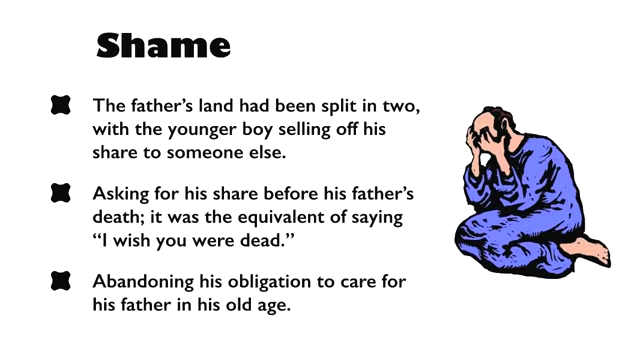 Shame
The father’s land had been split in two,
with the younger boy selling off his
share to someone else.
Asking for his share before his father’s
death; it was the equivalent of saying
“I wish you were dead.”
Abandoning his obligation to care for
his father in his old age.